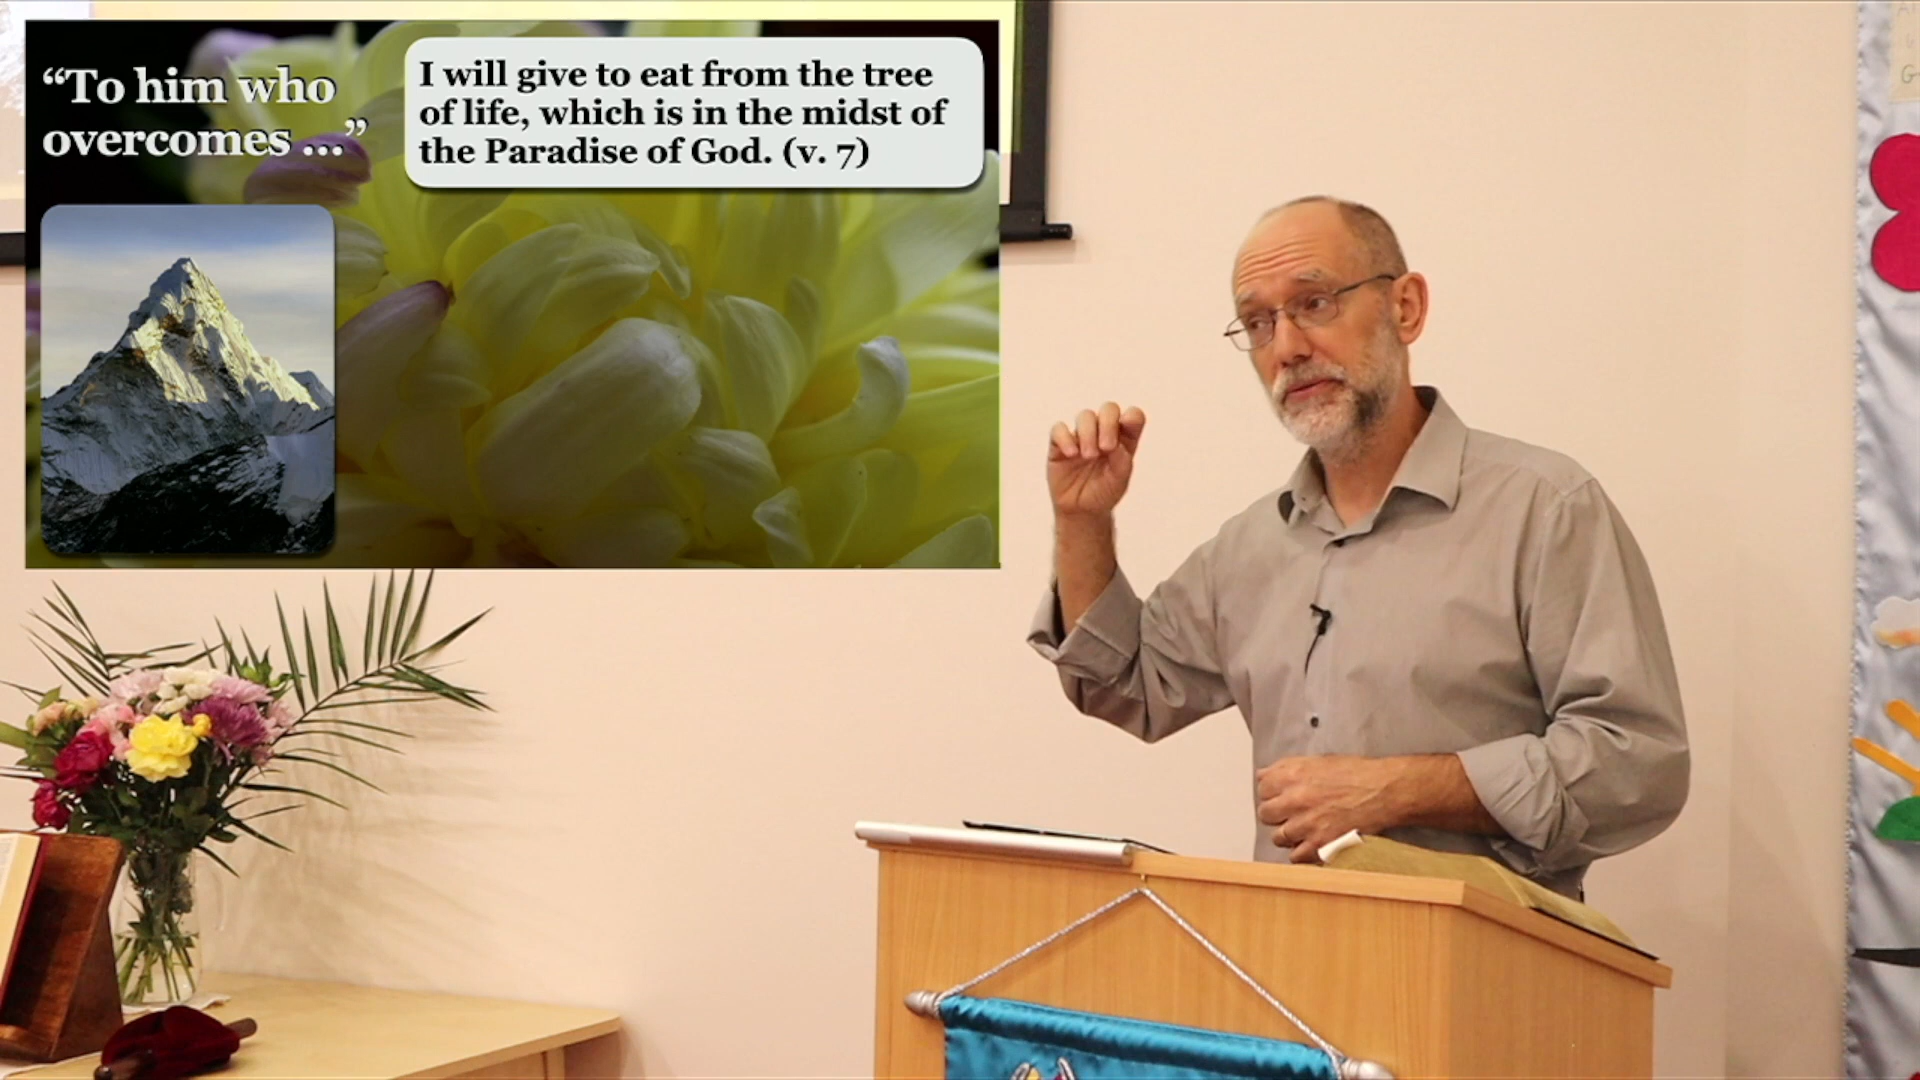 “To him who
overcomes ...”
I will give to eat from the tree
of life, which is in the midst of
the Paradise of God. (v. 7)